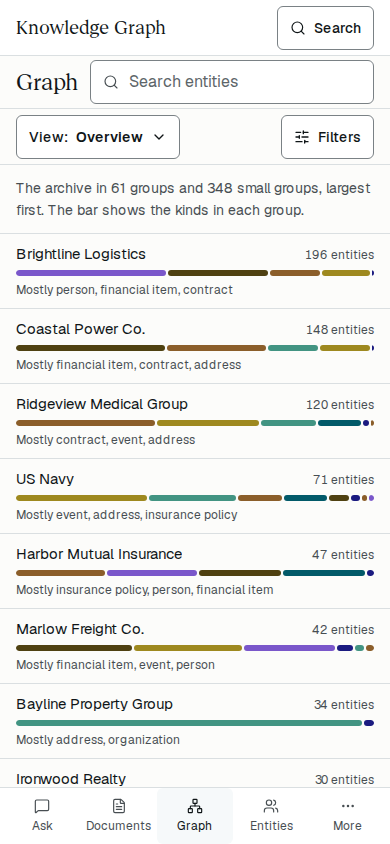 Knowledge Graph
Search
Graph
Search entities
View: Overview
Filters
The archive in 61 groups and 348 small groups, largest
first. The bar shows the kinds in each group.
Brightline Logistics
196 entities
Mostly person, financial item, contract
Coastal Power Co.
148 entities
Mostly financial item, contract, address
Ridgeview Medical Group
120 entities
Mostly contract, event, address
US Navy
71 entities
Mostly event, address, insurance policy
Harbor Mutual Insurance
47 entities
Mostly insurance policy, person, financial item
Marlow Freight Co.
42 entities
Mostly financial item, event, person
Bayline Property Group
34 entities
Mostly address, organization
Ironwood Realty
30 entities
Ask
Documents
Graph
Entities
More